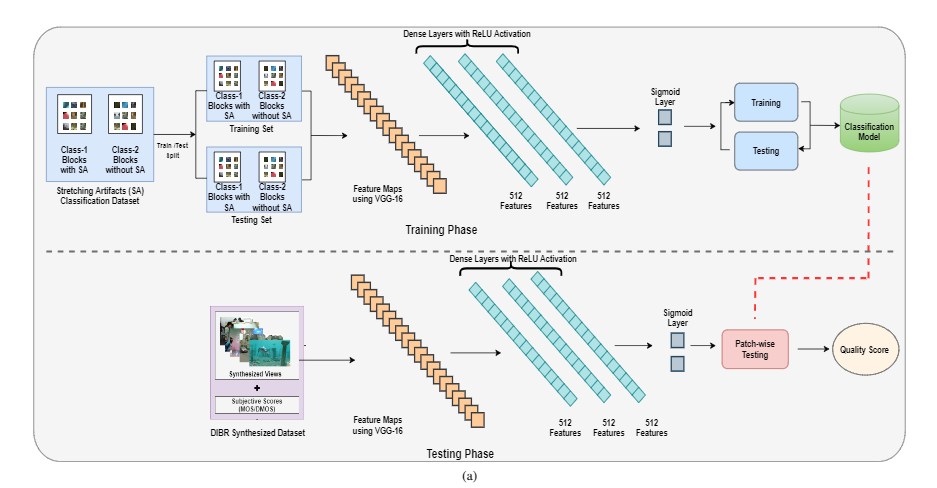 Dense Layers with ReLU Activation
Class-1
Blocks with
SA
Class-2
Blocks
without SA
Training Set
Sigmoid
Layer
Training
Testing
Classification
Model
Class-1
Blocks
with SA
Class-2
Blocks
without SA
Train /Test
Split
Stretching Artifacts (SA)
Classification Dataset
Class-1
Blocks with
SA
Class-2
Blocks
without SA
Testing Set
Feature Maps
using VGG-16
512
Features
512
Features
512
Features
Training Phase
Dense Layers with ReLU Activation
Synthesized Views
+
Subjective Scores
(MOS/DMOS)
DIBR Synthesized Dataset
Feature Maps
using VGG-16
512
Features
512
Features
512
Features
Sigmoid
Layer
Patch-wise
Testing
Quality Score
Testing Phase
(a)